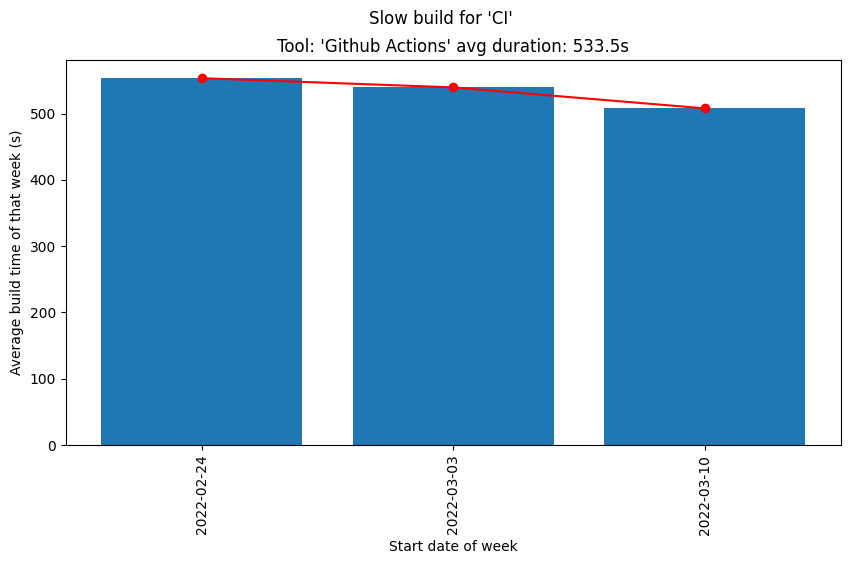 Slow build for 'CI'
Tool: 'Github Actions' avg duration: 533.5s
Average build time of that week (s)
500
400
300
200
100
0
2022-02-24
2022-03-03
2022-03-10
Start date of week